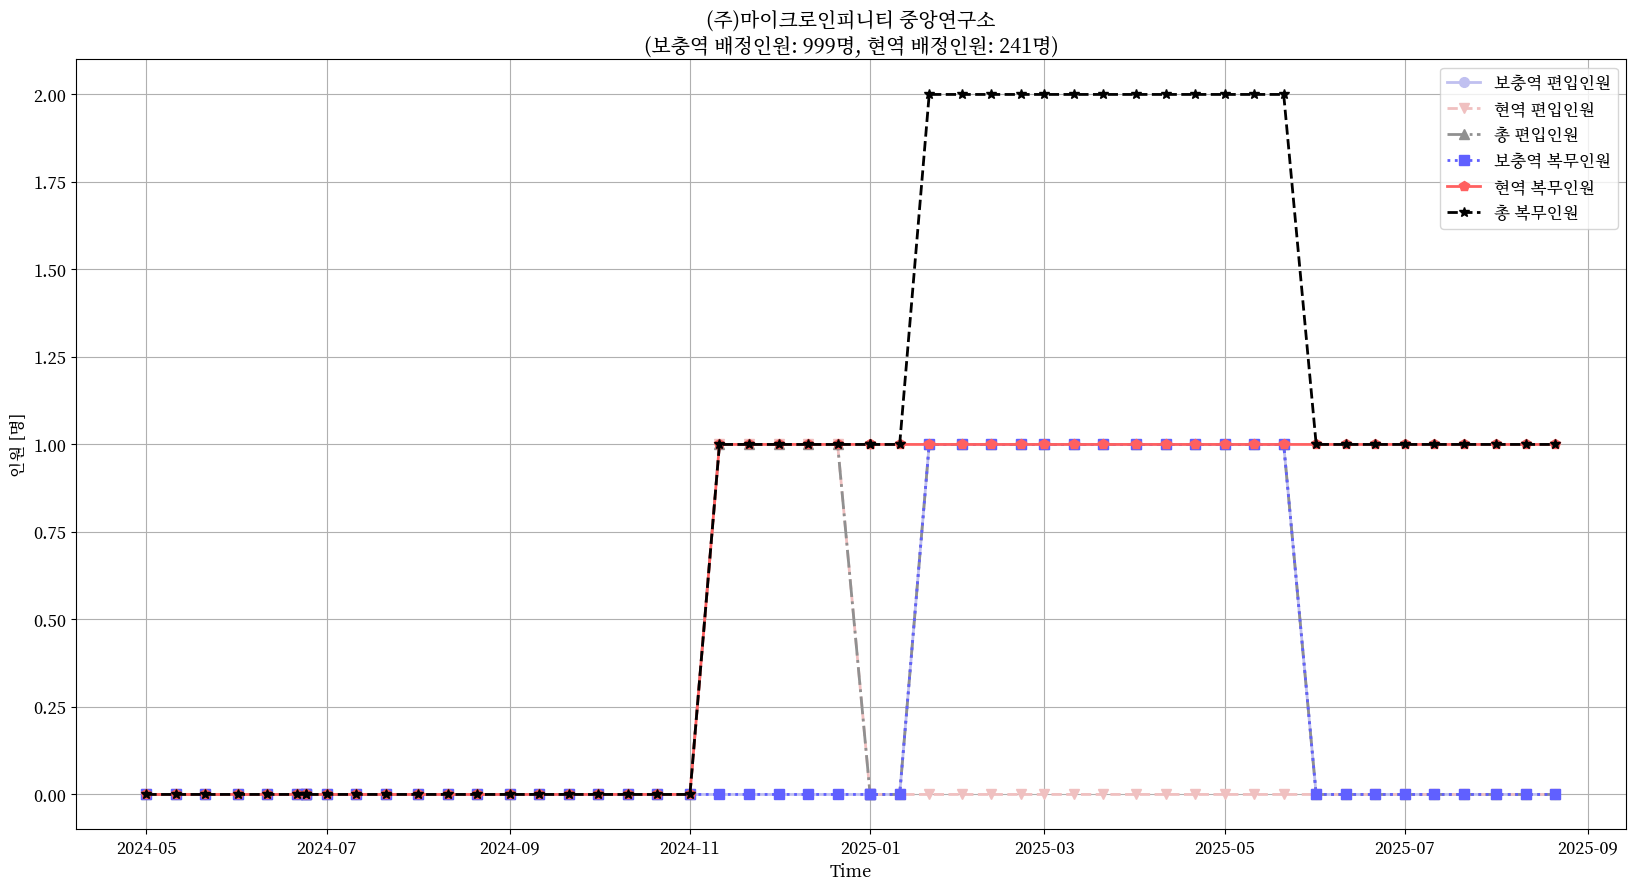 (주)마이크로인피니티 중앙연구소
(보충역 배정인원: 999명, 현역 배정인원: 241명)
보충역 편입인원
현역 편입인원
총 편입인원
보충역 복무인원
현역 복무인원
총 복무인원
인원 [명]
2.00
1.75
1.50
1.25
1.00
0.75
0.50
0.25
0.00
2024-05
2024-07
2024-09
2024-11
2025-01
2025-03
2025-05
2025-07
2025-09
Time